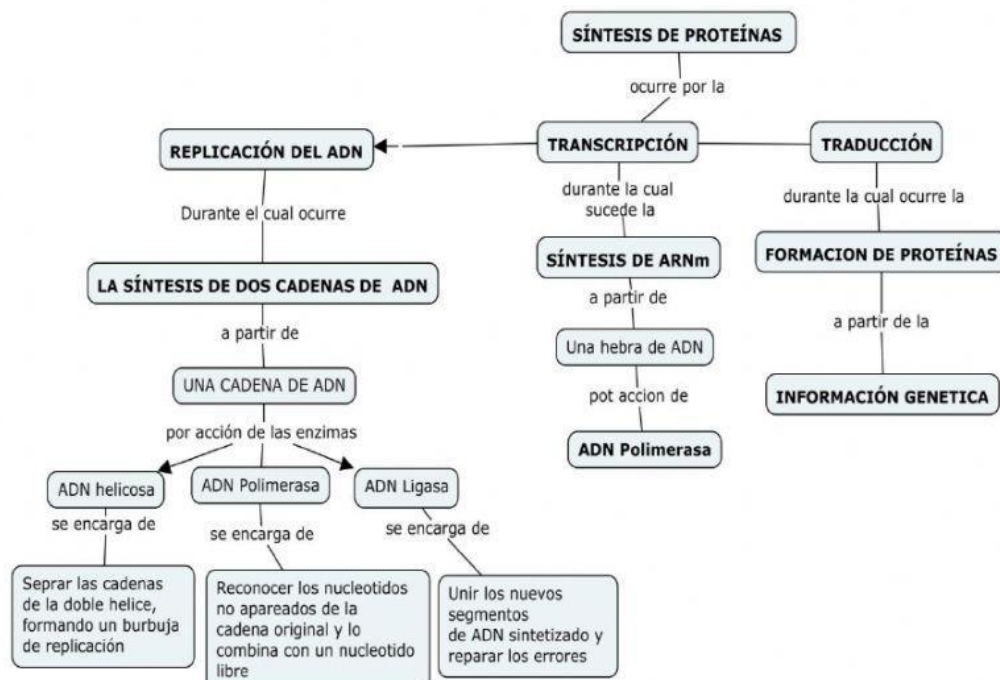 SÍNTESIS DE PROTEÍNAS
ocurre por la
REPLICACIÓN DEL ADN
TRANSCRIPCIÓN
TRADUCCIÓN
Durante el cual ocurre
durante la cual
sucede la
durante la cual ocurre la
LA SÍNTESIS DE DOS CADENAS DE ADN
SÍNTESIS DE ARNm
FORMACION DE PROTEÍNAS
a partir de
a partir de
a partir de la
UNA CADENA DE ADN
Una hebra de ADN
INFORMACIÓN GENETICA
por acción de las enzimas
pot accion de
ADN Polimerasa
ADN helicosa
ADN Polimerasa
ADN Ligasa
se encarga de
se encarga de
se encarga de
Seprar las cadenas
de la doble helice,
formando un burbuja
de replicación
Reconocer los nucleotidos
no apareados de la
cadena original y lo
combina con un nucleotido
libre
Unir los nuevos
segmentos
de ADN sintetizado y
reparar los errores